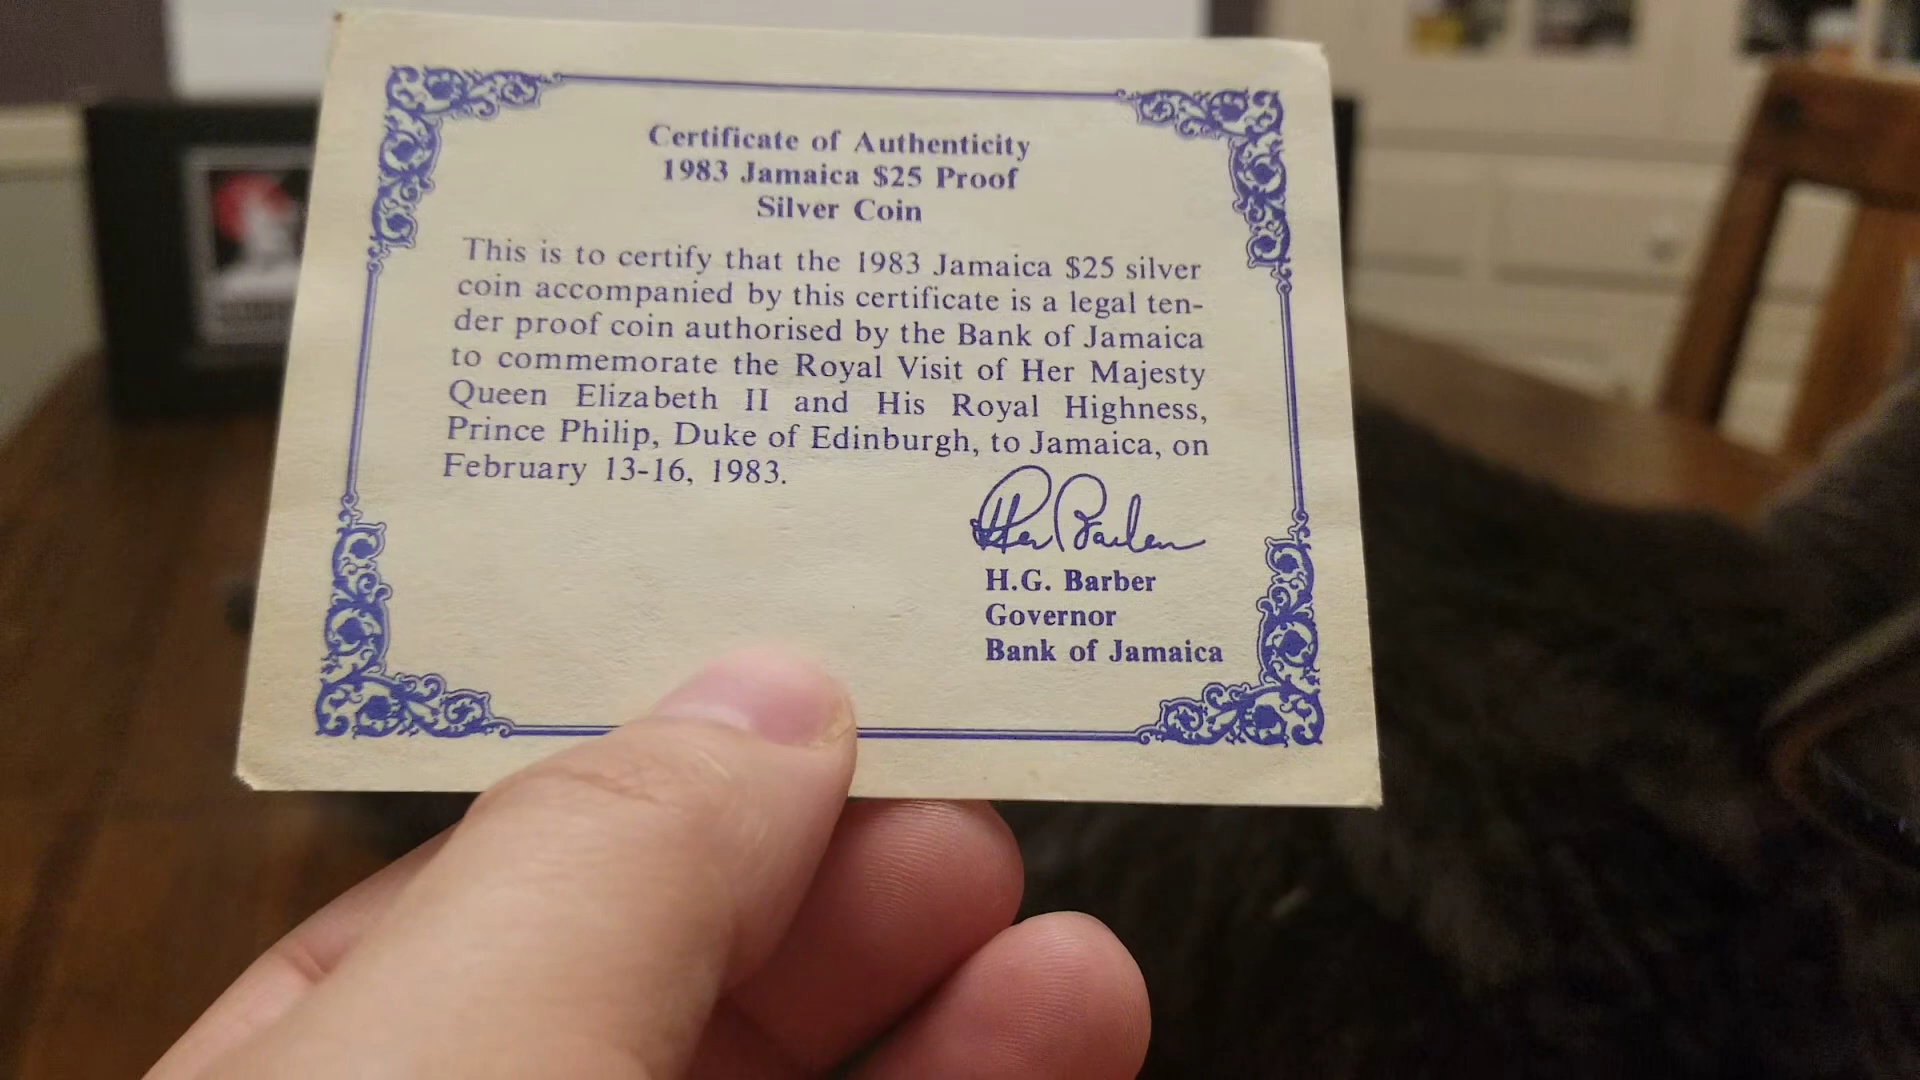 Certificate of Authenticity
1983 Jamaica $25 Proof
Silver Coin
This is to certify that the 1983 Jamaica $25 silver
coin accompanied by this certificate is a legal ten-
der proof coin authorised by the Bank of Jamaica
to commemorate the Royal Visit of Her Majesty
Queen Elizabeth II and His Royal Highness,
Prince Philip, Duke of Edinburgh, to Jamaica, on
February 13-16, 1983.
H.G. Barber
Governor
Bank of Jamaica